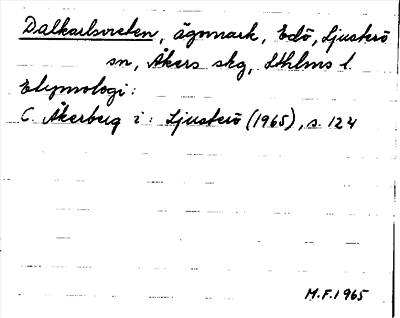 Dalkarlsvreten, ägomark, Edö, Ljusterö
sn, Åkers skg, Sthlms l.
Etymologi:
C. Åkerberg i: Ljusterö (1965), s. 124
M.F. 1965